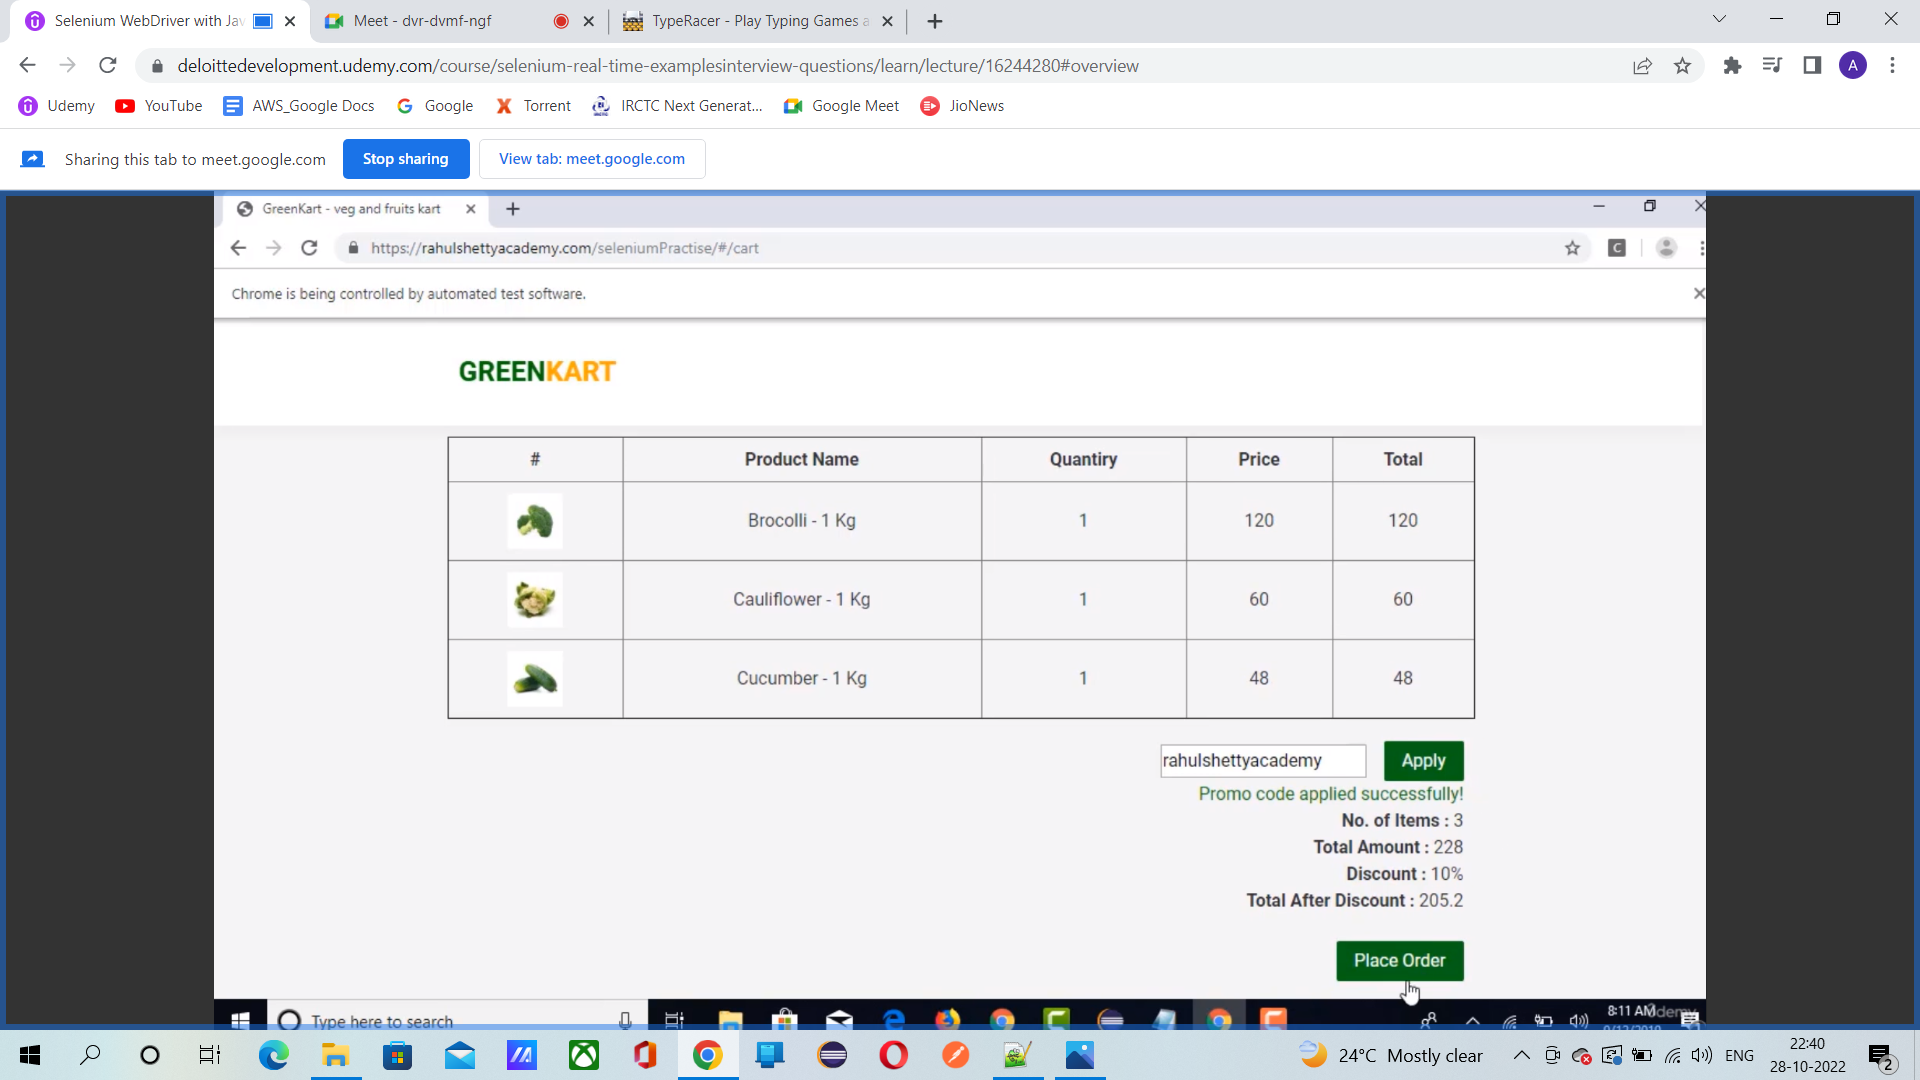 Selenium WebDriver with Jav
Meet - dvr-dvmf-ngf
TypeRacer - Play Typing Games a
deloittedevelopment.udemy.com/course/selenium-real-time-examplesinterview-questions/learn/lecture/16244280#overview
A
Udemy
YouTube
AWS_Google Docs
Google
Torrent
IRCTC Next Generat...
Google Meet
JioNews
Sharing this tab to meet.google.com
Stop sharing
View tab: meet.google.com
GreenKart - veg and fruits kart
https://rahulshettyacademy.com/seleniumPractise/#/cart
C
Chrome is being controlled by automated test software.
GREENKART
# Product Name Quantiry Price Total
Brocolli - 1 Kg 1 120 120
Cauliflower - 1 Kg 1 60 60
Cucumber - 1 Kg 1 48 48
rahulshettyacademy Apply
Promo code applied successfully!
No. of Items : 3
Total Amount : 228
Discount : 10%
Total After Discount : 205.2
Place Order
Type here to search
8:11 AM
24°C Mostly clear
ENG
22:40
28-10-2022
2